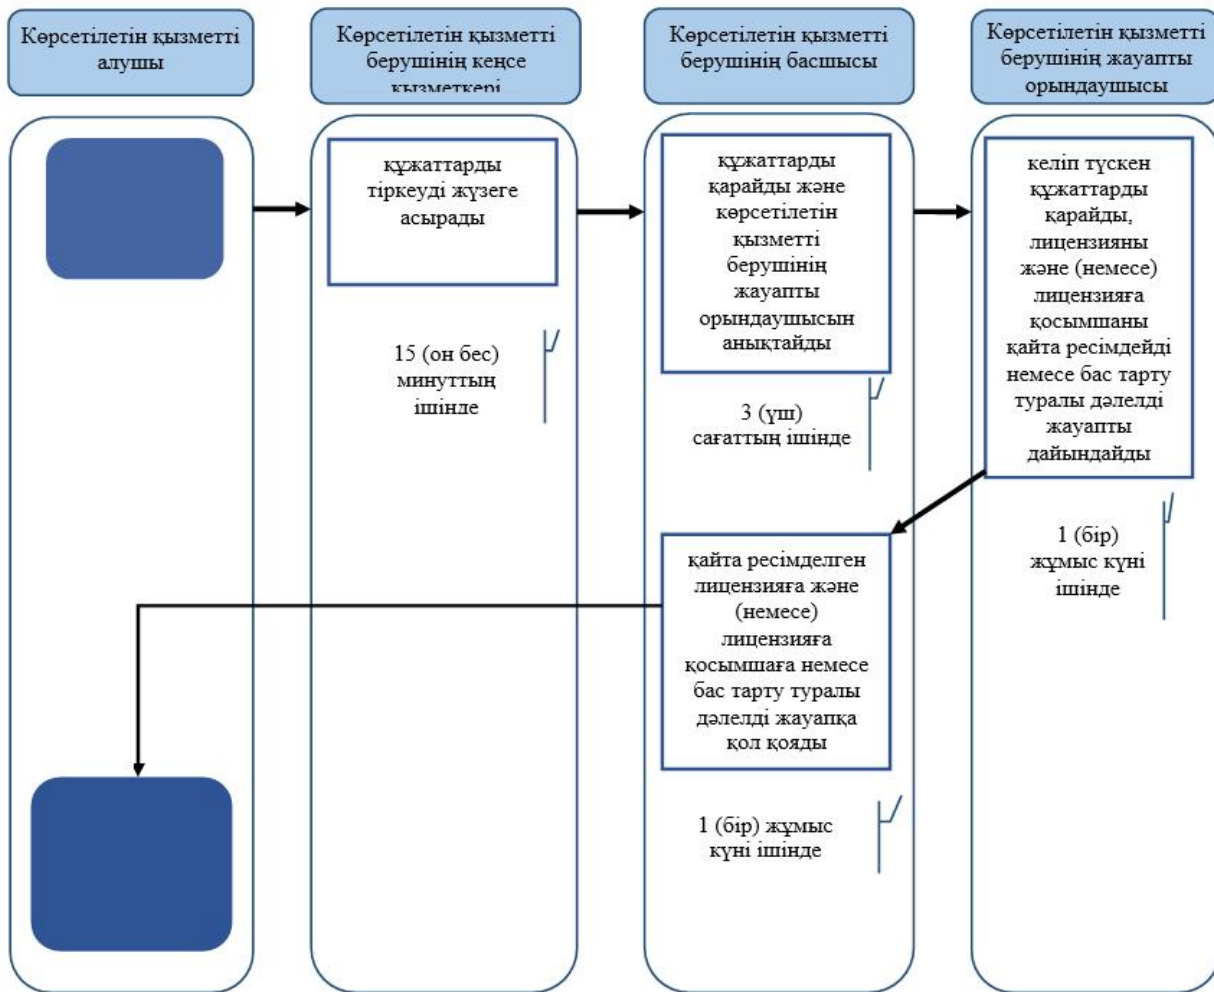 Көрсетілетін қызметті
алушы
Көрсетілетін қызметті
берушінің кеңсе
қызметкері
Көрсетілетін қызметті
берушінің басшысы
Көрсетілетін қызметті
берушінің жауапты
орындаушысы
құжаттарды
тіркеуді жүзеге
асырады
15 (он бес)
минуттың
ішінде
құжаттарды
қарайды және
көрсетілетін
қызметті
берушінің
жауапты
орындаушысын
анықтайды
3 (үш)
сағаттың ішінде
келіп түскен
құжаттарды
қарайды,
лицензияны
және (немесе)
лицензияға
қосымшаны
қайта ресімдейді
немесе бас тарту
туралы дәлелді
жауапты
дайындайды
1 (бір)
жұмыс күні
ішінде
қайта ресімделген
лицензияға және
(немесе)
лицензияға
қосымшаға немесе
бас тарту туралы
дәлелді жауапқа
қол қояды
1 (бір) жұмыс
күні ішінде